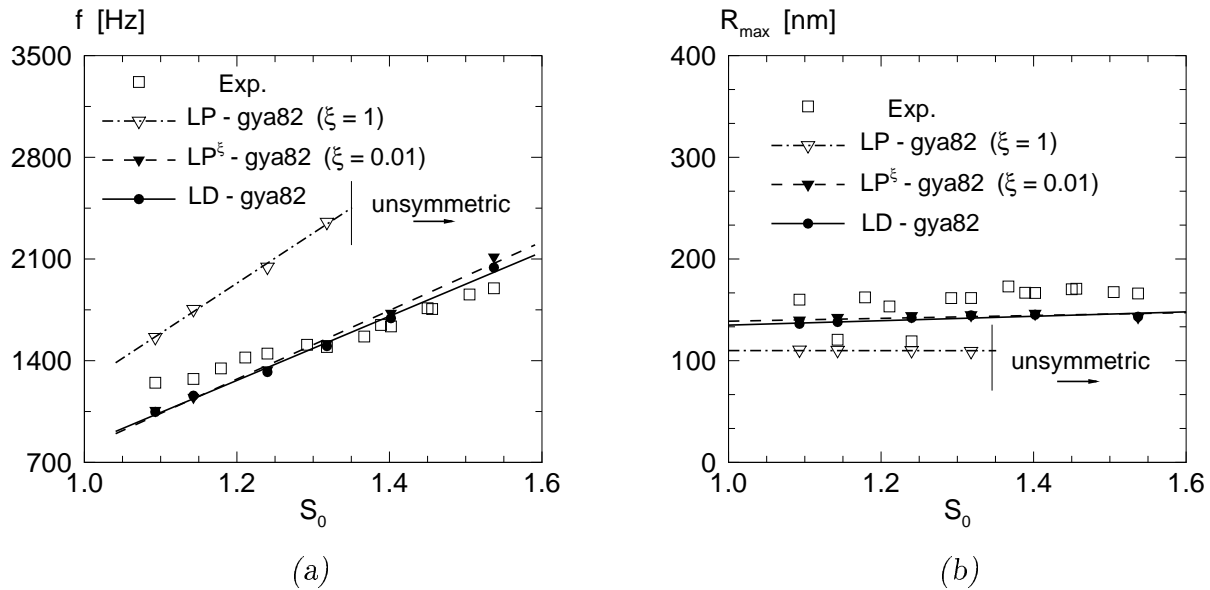 f [Hz]
3500
2800
2100
1400
700
Exp.
LP - gya82 (ξ = 1)
LP^ξ - gya82 (ξ = 0.01)
LD - gya82
unsymmetric
1.0 1.2 1.4 1.6
S_0
(a)
R_max [nm]
400
300
200
100
0
Exp.
LP - gya82 (ξ = 1)
LP^ξ - gya82 (ξ = 0.01)
LD - gya82
unsymmetric
1.0 1.2 1.4 1.6
S_0
(b)